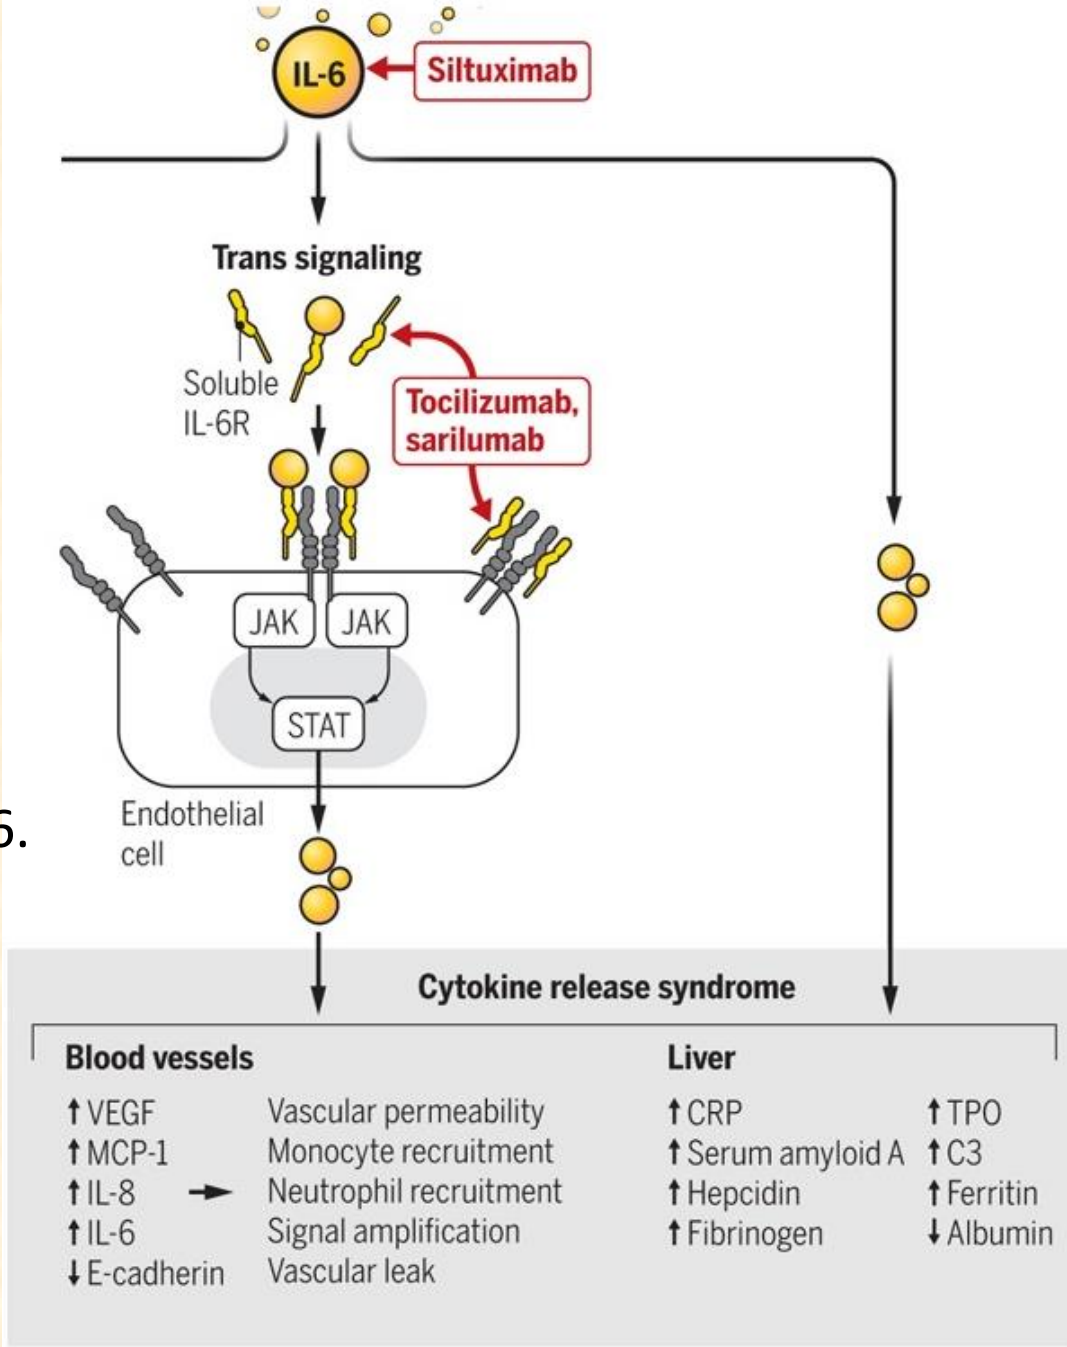 IL-6
Siltuximab
Trans signaling
Soluble
IL-6R
Tocilizumab,
sarilumab
JAK JAK
STAT
6.
Endothelial
cell
Cytokine release syndrome
Blood vessels
↑ VEGF Vascular permeability
↑ MCP-1 Monocyte recruitment
↑ IL-8 → Neutrophil recruitment
↑ IL-6 Signal amplification
↓ E-cadherin Vascular leak
Liver
↑ CRP ↑ TPO
↑ Serum amyloid A ↑ C3
↑ Hepcidin ↑ Ferritin
↑ Fibrinogen ↓ Albumin